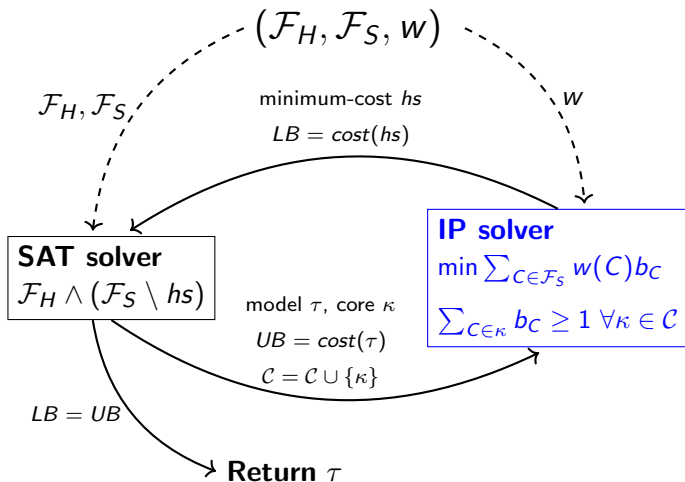 (ℱ_H, ℱ_S, w)
ℱ_H, ℱ_S
minimum-cost hs
LB = cost(hs)
w
SAT solver
ℱ_H ∧ (ℱ_S \ hs)
IP solver
min ∑_{C∈ℱ_S} w(C)b_C
∑_{C∈κ} b_C ≥ 1 ∀κ ∈ 𝒞
model τ, core κ
UB = cost(τ)
𝒞 = 𝒞 ∪ {κ}
LB = UB
Return τ